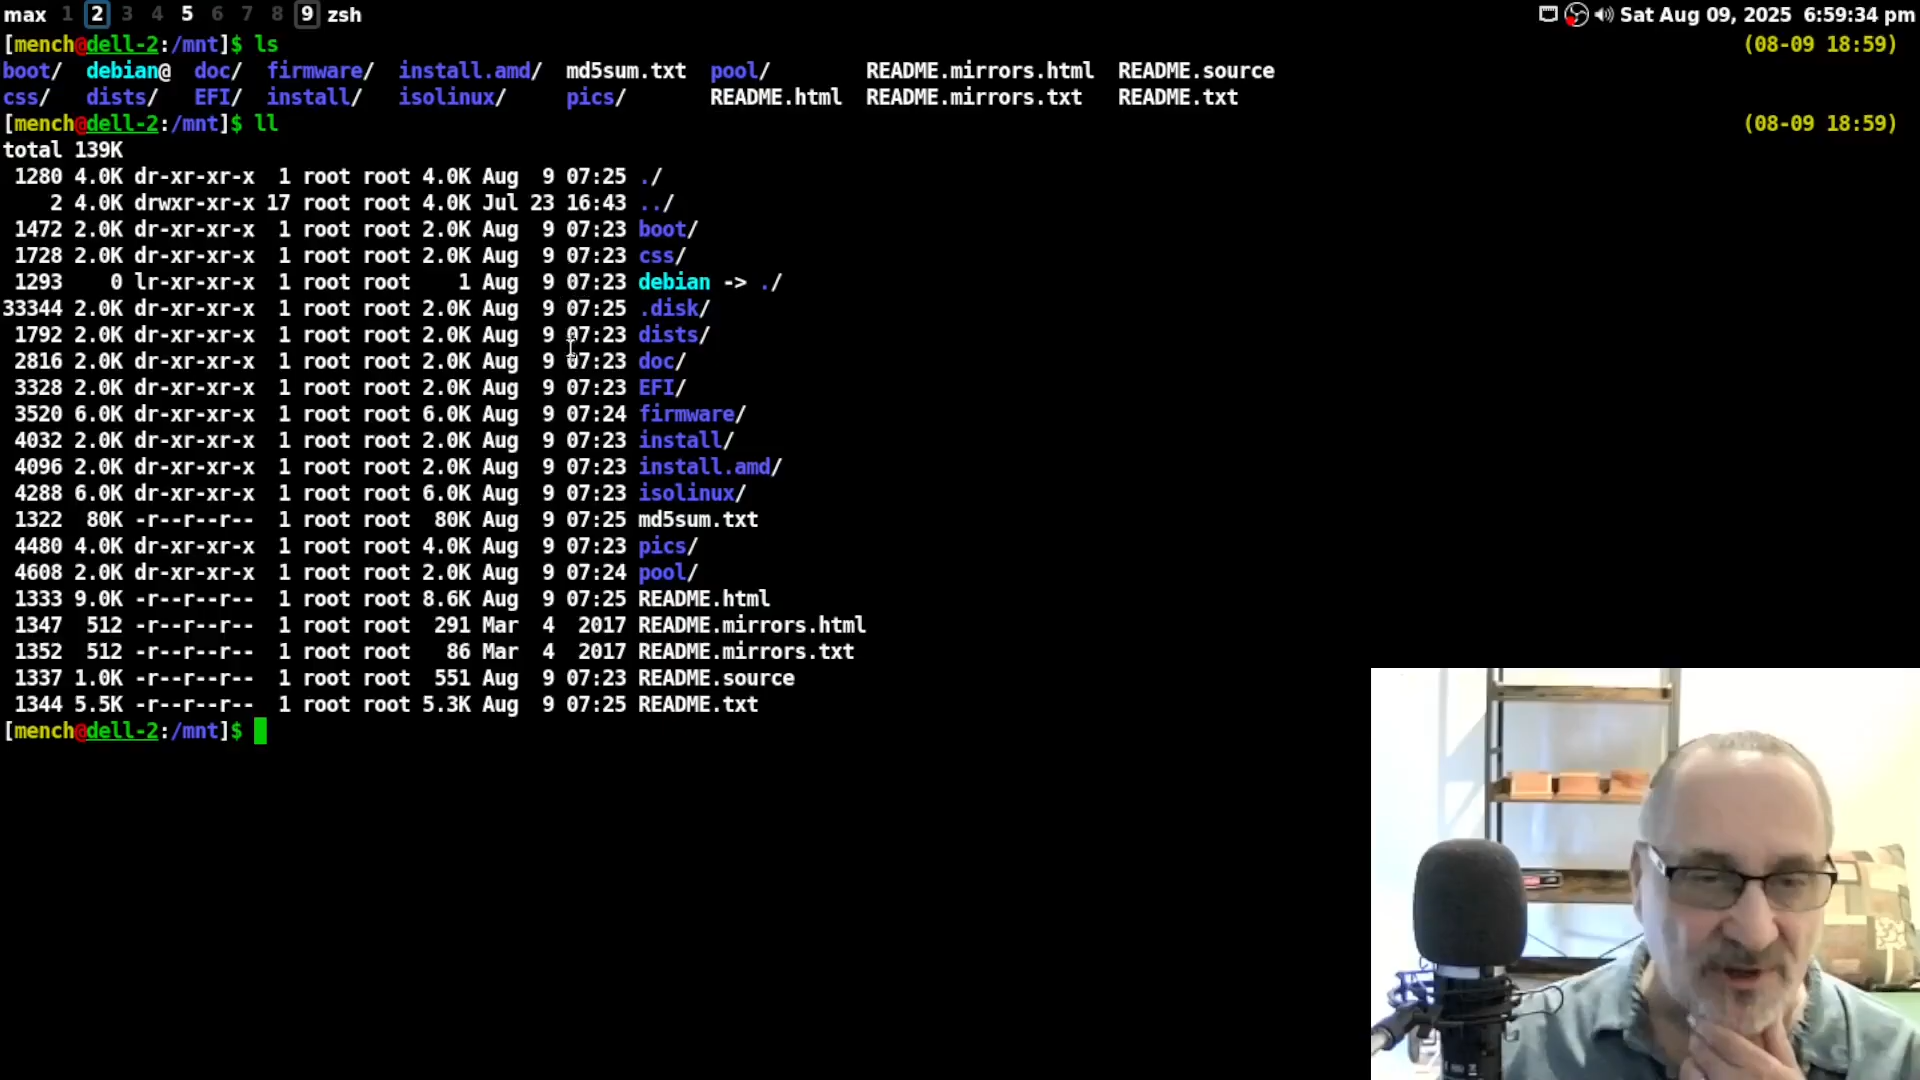 max 1 2 3 4 5 6 7 8 9 zsh Sat Aug 09, 2025 6:59:34 pm
[mench@dell-2:/mnt]$ ls (08-09 18:59)
boot/ debian@ doc/ firmware/ install.amd/ md5sum.txt pool/ README.mirrors.html README.source
css/ dists/ EFI/ install/ isolinux/ pics/ README.html README.mirrors.txt README.txt
[mench@dell-2:/mnt]$ ll (08-09 18:59)
total 139K
1280 4.0K dr-xr-xr-x 1 root root 4.0K Aug 9 07:25 ./
2 4.0K drwxr-xr-x 17 root root 4.0K Jul 23 16:43 ../
1472 2.0K dr-xr-xr-x 1 root root 2.0K Aug 9 07:23 boot/
1728 2.0K dr-xr-xr-x 1 root root 2.0K Aug 9 07:23 css/
1293 0 lr-xr-xr-x 1 root root 1 Aug 9 07:23 debian -> ./
33344 2.0K dr-xr-xr-x 1 root root 2.0K Aug 9 07:25 .disk/
1792 2.0K dr-xr-xr-x 1 root root 2.0K Aug 9 07:23 dists/
2816 2.0K dr-xr-xr-x 1 root root 2.0K Aug 9 07:23 doc/
3328 2.0K dr-xr-xr-x 1 root root 2.0K Aug 9 07:23 EFI/
3520 6.0K dr-xr-xr-x 1 root root 6.0K Aug 9 07:24 firmware/
4032 2.0K dr-xr-xr-x 1 root root 2.0K Aug 9 07:23 install/
4096 2.0K dr-xr-xr-x 1 root root 2.0K Aug 9 07:23 install.amd/
4288 6.0K dr-xr-xr-x 1 root root 6.0K Aug 9 07:23 isolinux/
1322 80K -r--r--r-- 1 root root 80K Aug 9 07:25 md5sum.txt
4480 4.0K dr-xr-xr-x 1 root root 4.0K Aug 9 07:23 pics/
4608 2.0K dr-xr-xr-x 1 root root 2.0K Aug 9 07:24 pool/
1333 9.0K -r--r--r-- 1 root root 8.6K Aug 9 07:25 README.html
1347 512 -r--r--r-- 1 root root 291 Mar 4 2017 README.mirrors.html
1352 512 -r--r--r-- 1 root root 86 Mar 4 2017 README.mirrors.txt
1337 1.0K -r--r--r-- 1 root root 551 Aug 9 07:23 README.source
1344 5.5K -r--r--r-- 1 root root 5.3K Aug 9 07:25 README.txt
[mench@dell-2:/mnt]$